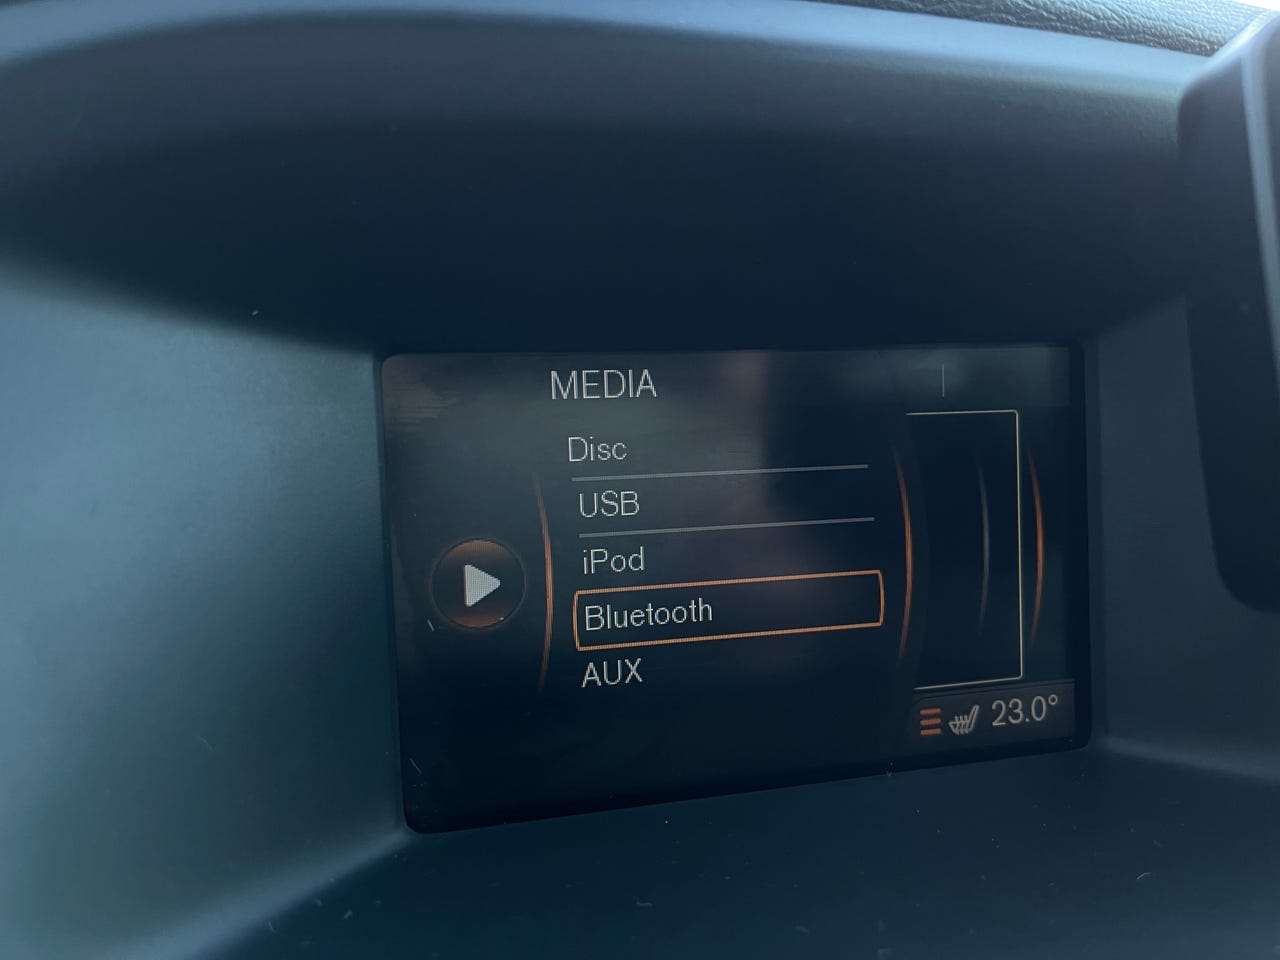 MEDIA
Disc
USB
iPod
Bluetooth
AUX
23.0°